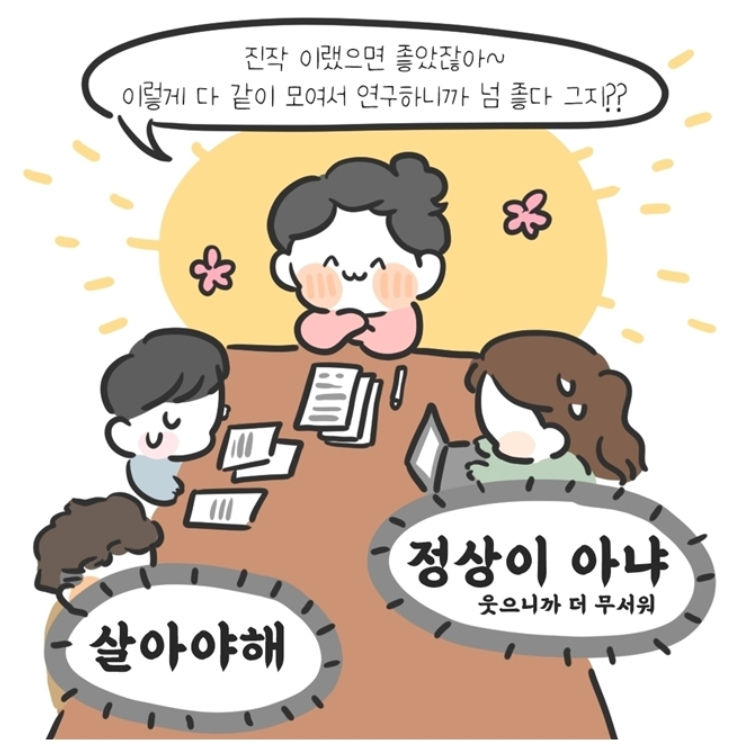 진작 이랬으면 좋았잖아~
이렇게 다 같이 모여서 연구하니까 넘 좋다 그지??
정상이 아냐
웃으니까 더 무서워
살아야해